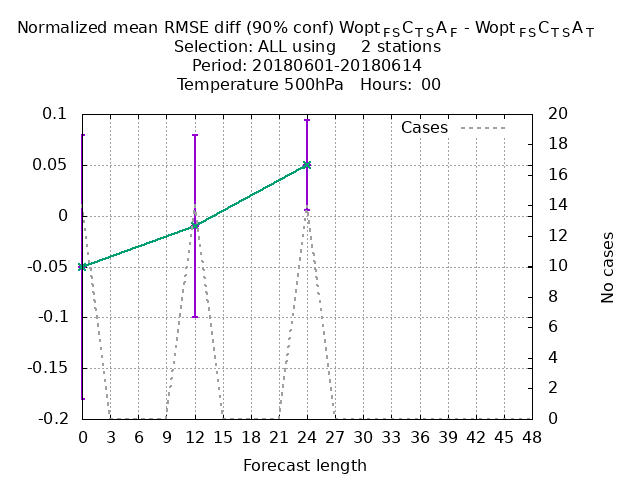 Normalized mean RMSE diff (90% conf) Wopt FS C T S A F - Wopt FS C T S A T
Selection: ALL using 2 stations
Period: 20180601-20180614
Temperature 500hPa Hours: 00
0.1
0.05
0
-0.05
-0.1
-0.15
-0.2
20
18
16
14
12
10
8
6
4
2
0
Cases
No cases
0 3 6 9 12 15 18 21 24 27 30 33 36 39 42 45 48
Forecast length